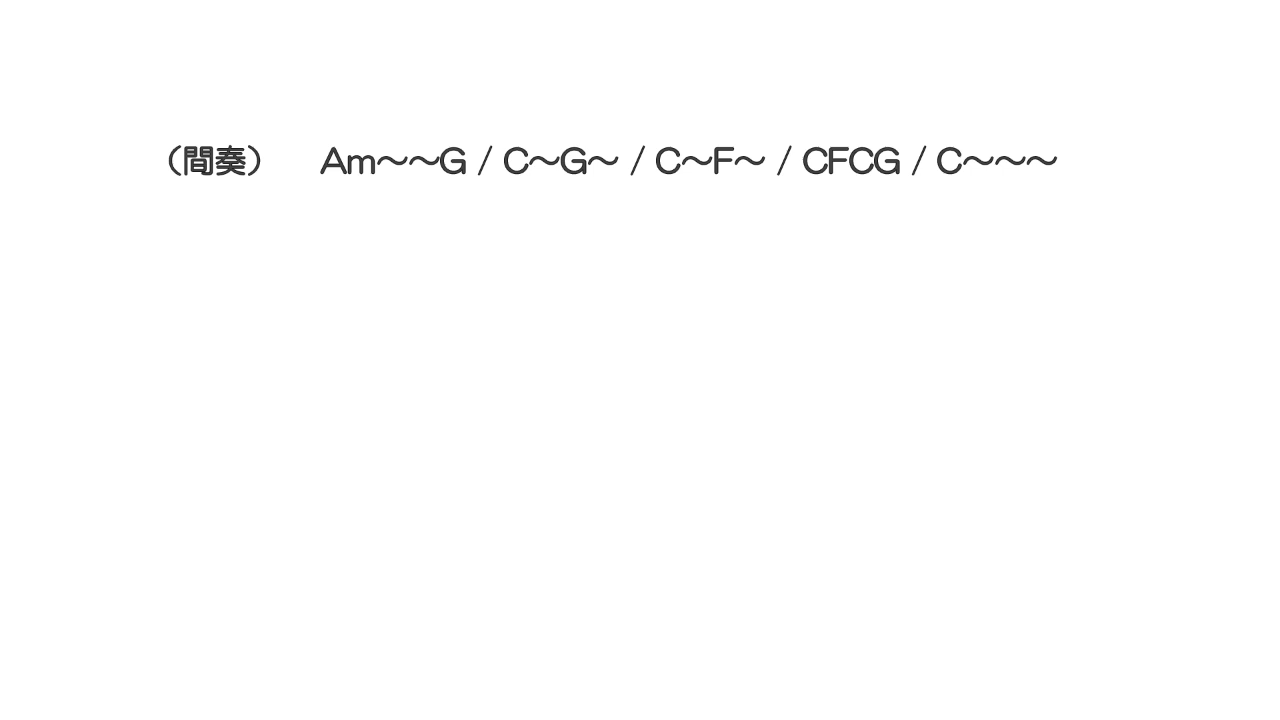 （間奏）　Am～～G / C～G～ / C～F～ / CFCG / C～～～